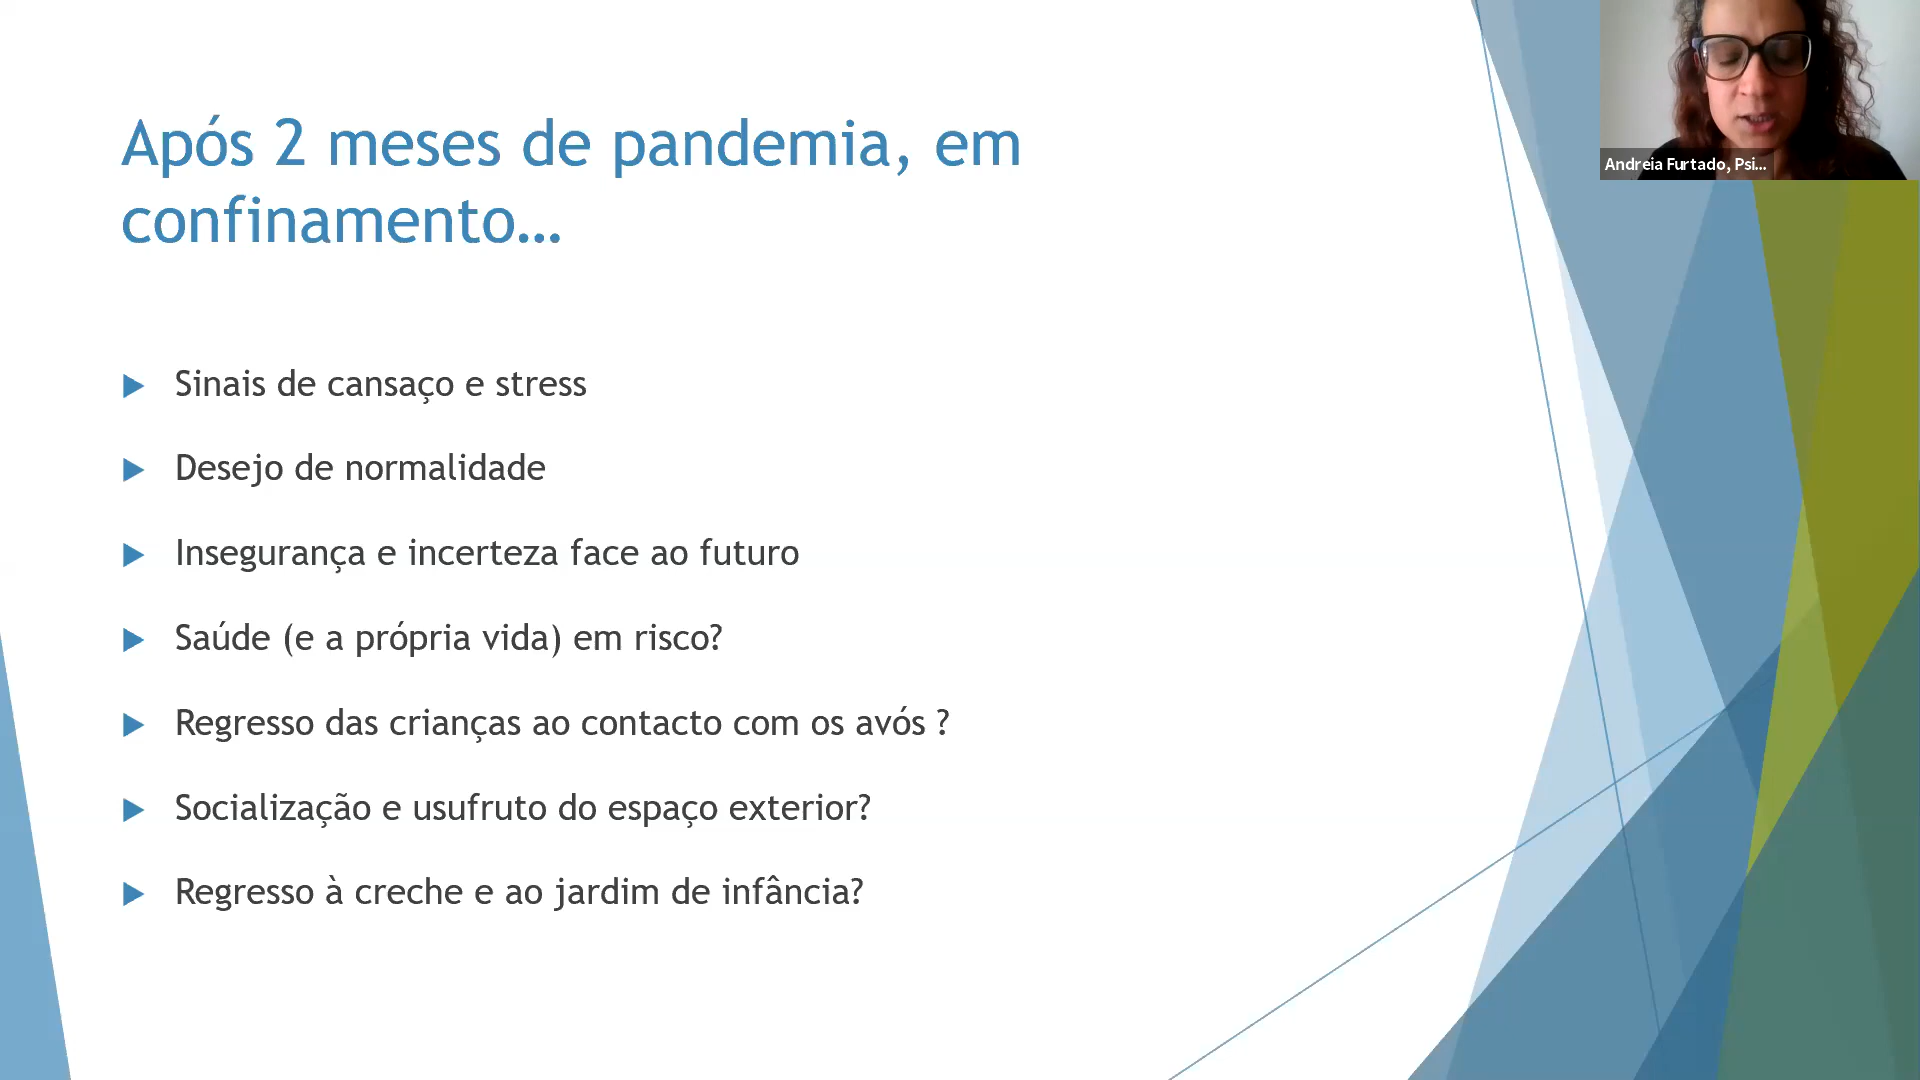 Após 2 meses de pandemia, em
confinamento…
Sinais de cansaço e stress
Desejo de normalidade
Insegurança e incerteza face ao futuro
Saúde (e a própria vida) em risco?
Regresso das crianças ao contacto com os avós ?
Socialização e usufruto do espaço exterior?
Regresso à creche e ao jardim de infância?
Andreia Furtado, Psi...